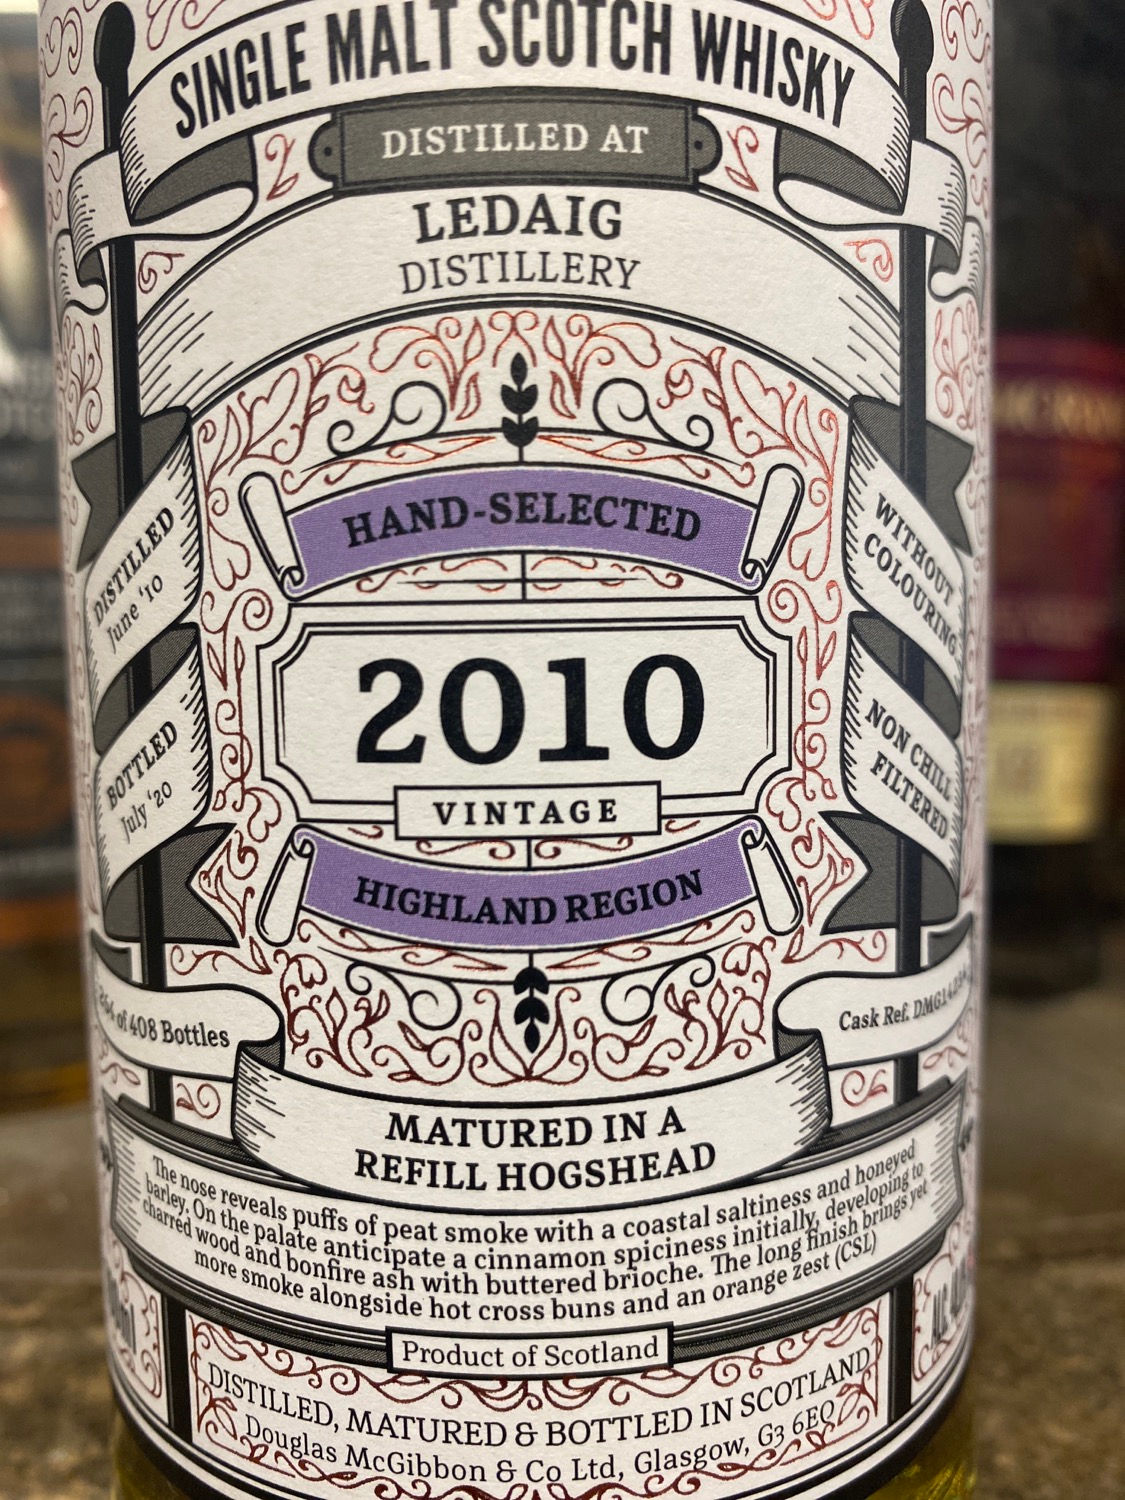 SINGLE MALT SCOTCH WHISKY
DISTILLED AT
LEDAIG
DISTILLERY
HAND-SELECTED
DISTILLED
June ‘10
WITHOUT
COLOURING
2010
VINTAGE
BOTTLED
July ‘20
NON CHILL
FILTERED
HIGHLAND REGION
of 408 Bottles
Cask Ref.
MATURED IN A
REFILL HOGSHEAD
The nose reveals puffs of peat smoke with a coastal saltiness and honeyed
barley. On the palate anticipate a cinnamon spiciness initially, developing to
charred wood and bonfire ash with buttered brioche. The long finish brings yet
more smoke alongside hot cross buns and an orange zest (CSL)
Product of Scotland
DISTILLED, MATURED & BOTTLED IN SCOTLAND
Douglas McGibbon & Co Ltd, Glasgow, G3 6EQ